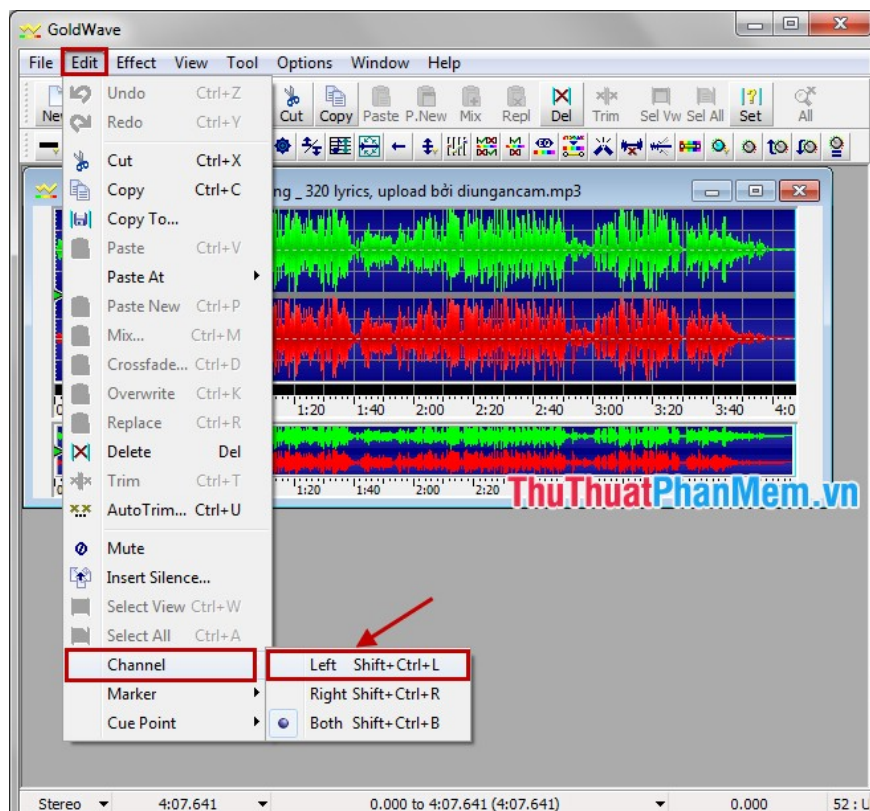 GoldWave
File Edit Effect View Tool Options Window Help
Cut Copy Paste P.New Mix Repl Del Trim Sel Vw Sel All Set All
Undo Ctrl+Z
Redo Ctrl+Y
Cut Ctrl+X
Copy Ctrl+C
Copy To...
Paste Ctrl+V
Paste At
Paste New Ctrl+P
Mix... Ctrl+M
Crossfade... Ctrl+D
Overwrite Ctrl+K
Replace Ctrl+R
Delete Del
Trim Ctrl+T
AutoTrim... Ctrl+U
Mute
Insert Silence...
Select View Ctrl+W
Select All Ctrl+A
Channel
Marker
Cue Point
Left Shift+Ctrl+L
Right Shift+Ctrl+R
Both Shift+Ctrl+B
ng _ 320 lyrics, upload bởi diungancam.mp3
1:20 1:40 2:00 2:20 2:40 3:00 3:20 3:40 4:0
1:20 1:40 2:00 2:20
ThuThuatPhanMem.vn
Stereo 4:07.641 0.000 to 4:07.641 (4:07.641) 0.000 52 : U